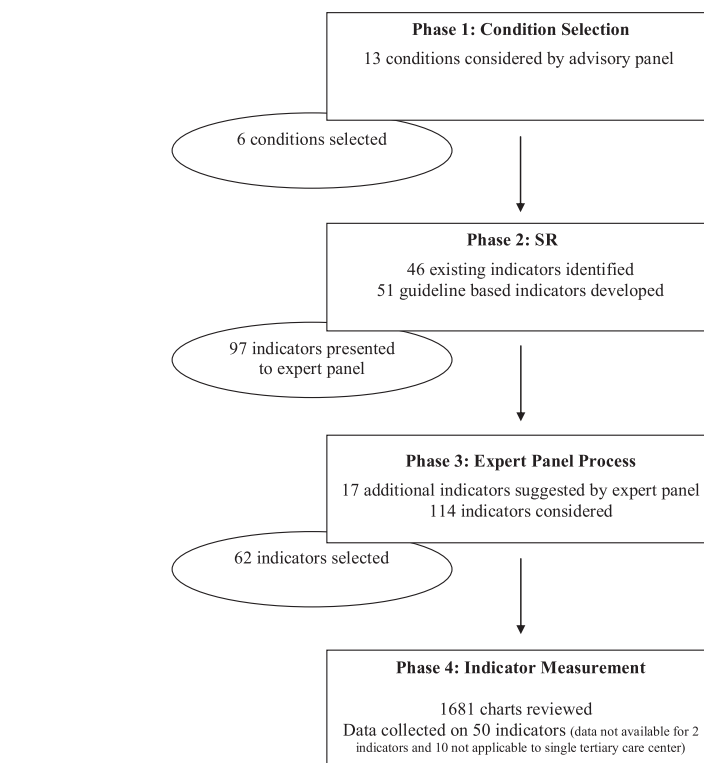 Phase 1: Condition Selection
13 conditions considered by advisory panel
6 conditions selected
Phase 2: SR
46 existing indicators identified
51 guideline based indicators developed
97 indicators presented
to expert panel
Phase 3: Expert Panel Process
17 additional indicators suggested by expert panel
114 indicators considered
62 indicators selected
Phase 4: Indicator Measurement
1681 charts reviewed
Data collected on 50 indicators (data not available for 2
indicators and 10 not applicable to single tertiary care center)